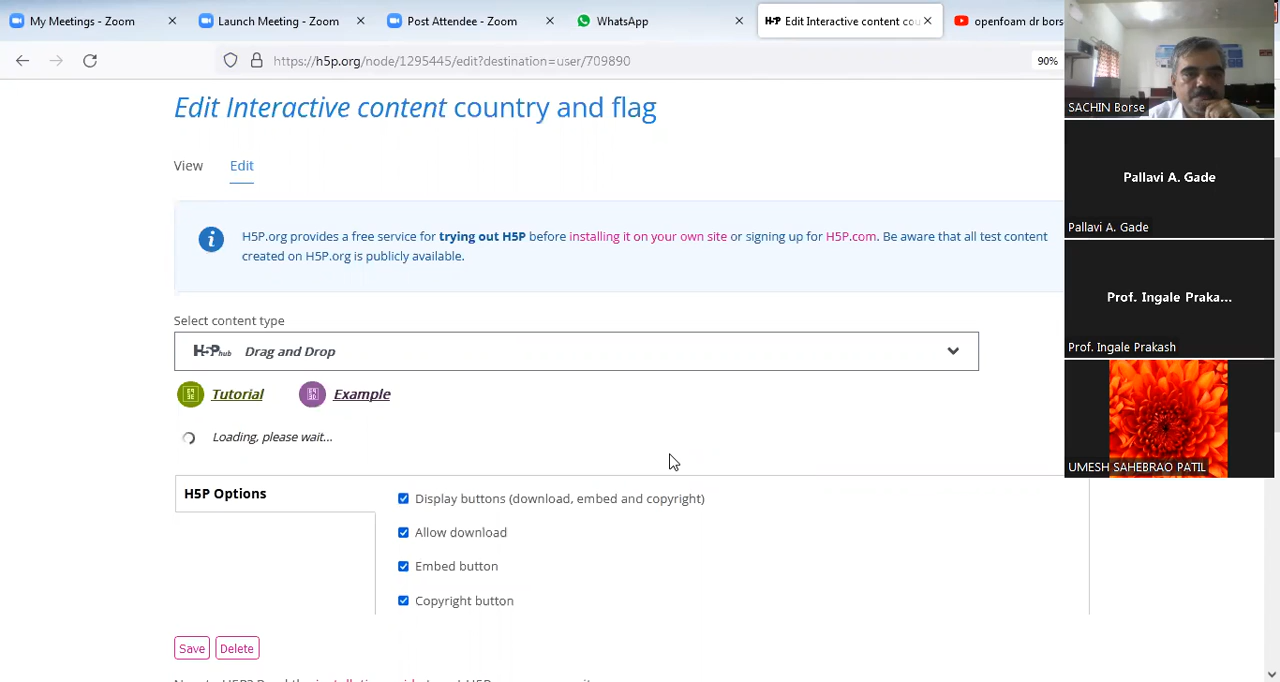 My Meetings - Zoom
Launch Meeting - Zoom
Post Attendee - Zoom
WhatsApp
H-P Edit Interactive content cou
openfoam dr bors
https://h5p.org/node/1295445/edit?destination=user/709890
90%
Edit Interactive content country and flag
View
Edit
H5P.org provides a free service for trying out H5P before installing it on your own site or signing up for H5P.com. Be aware that all test content
created on H5P.org is publicly available.
Select content type
H5P hub Drag and Drop
Tutorial
Example
Loading, please wait...
H5P Options
Display buttons (download, embed and copyright)
Allow download
Embed button
Copyright button
Save
Delete
SACHIN Borse
Pallavi A. Gade
Pallavi A. Gade
Prof. Ingale Praka...
Prof. Ingale Prakash
UMESH SAHEBRAO PATIL